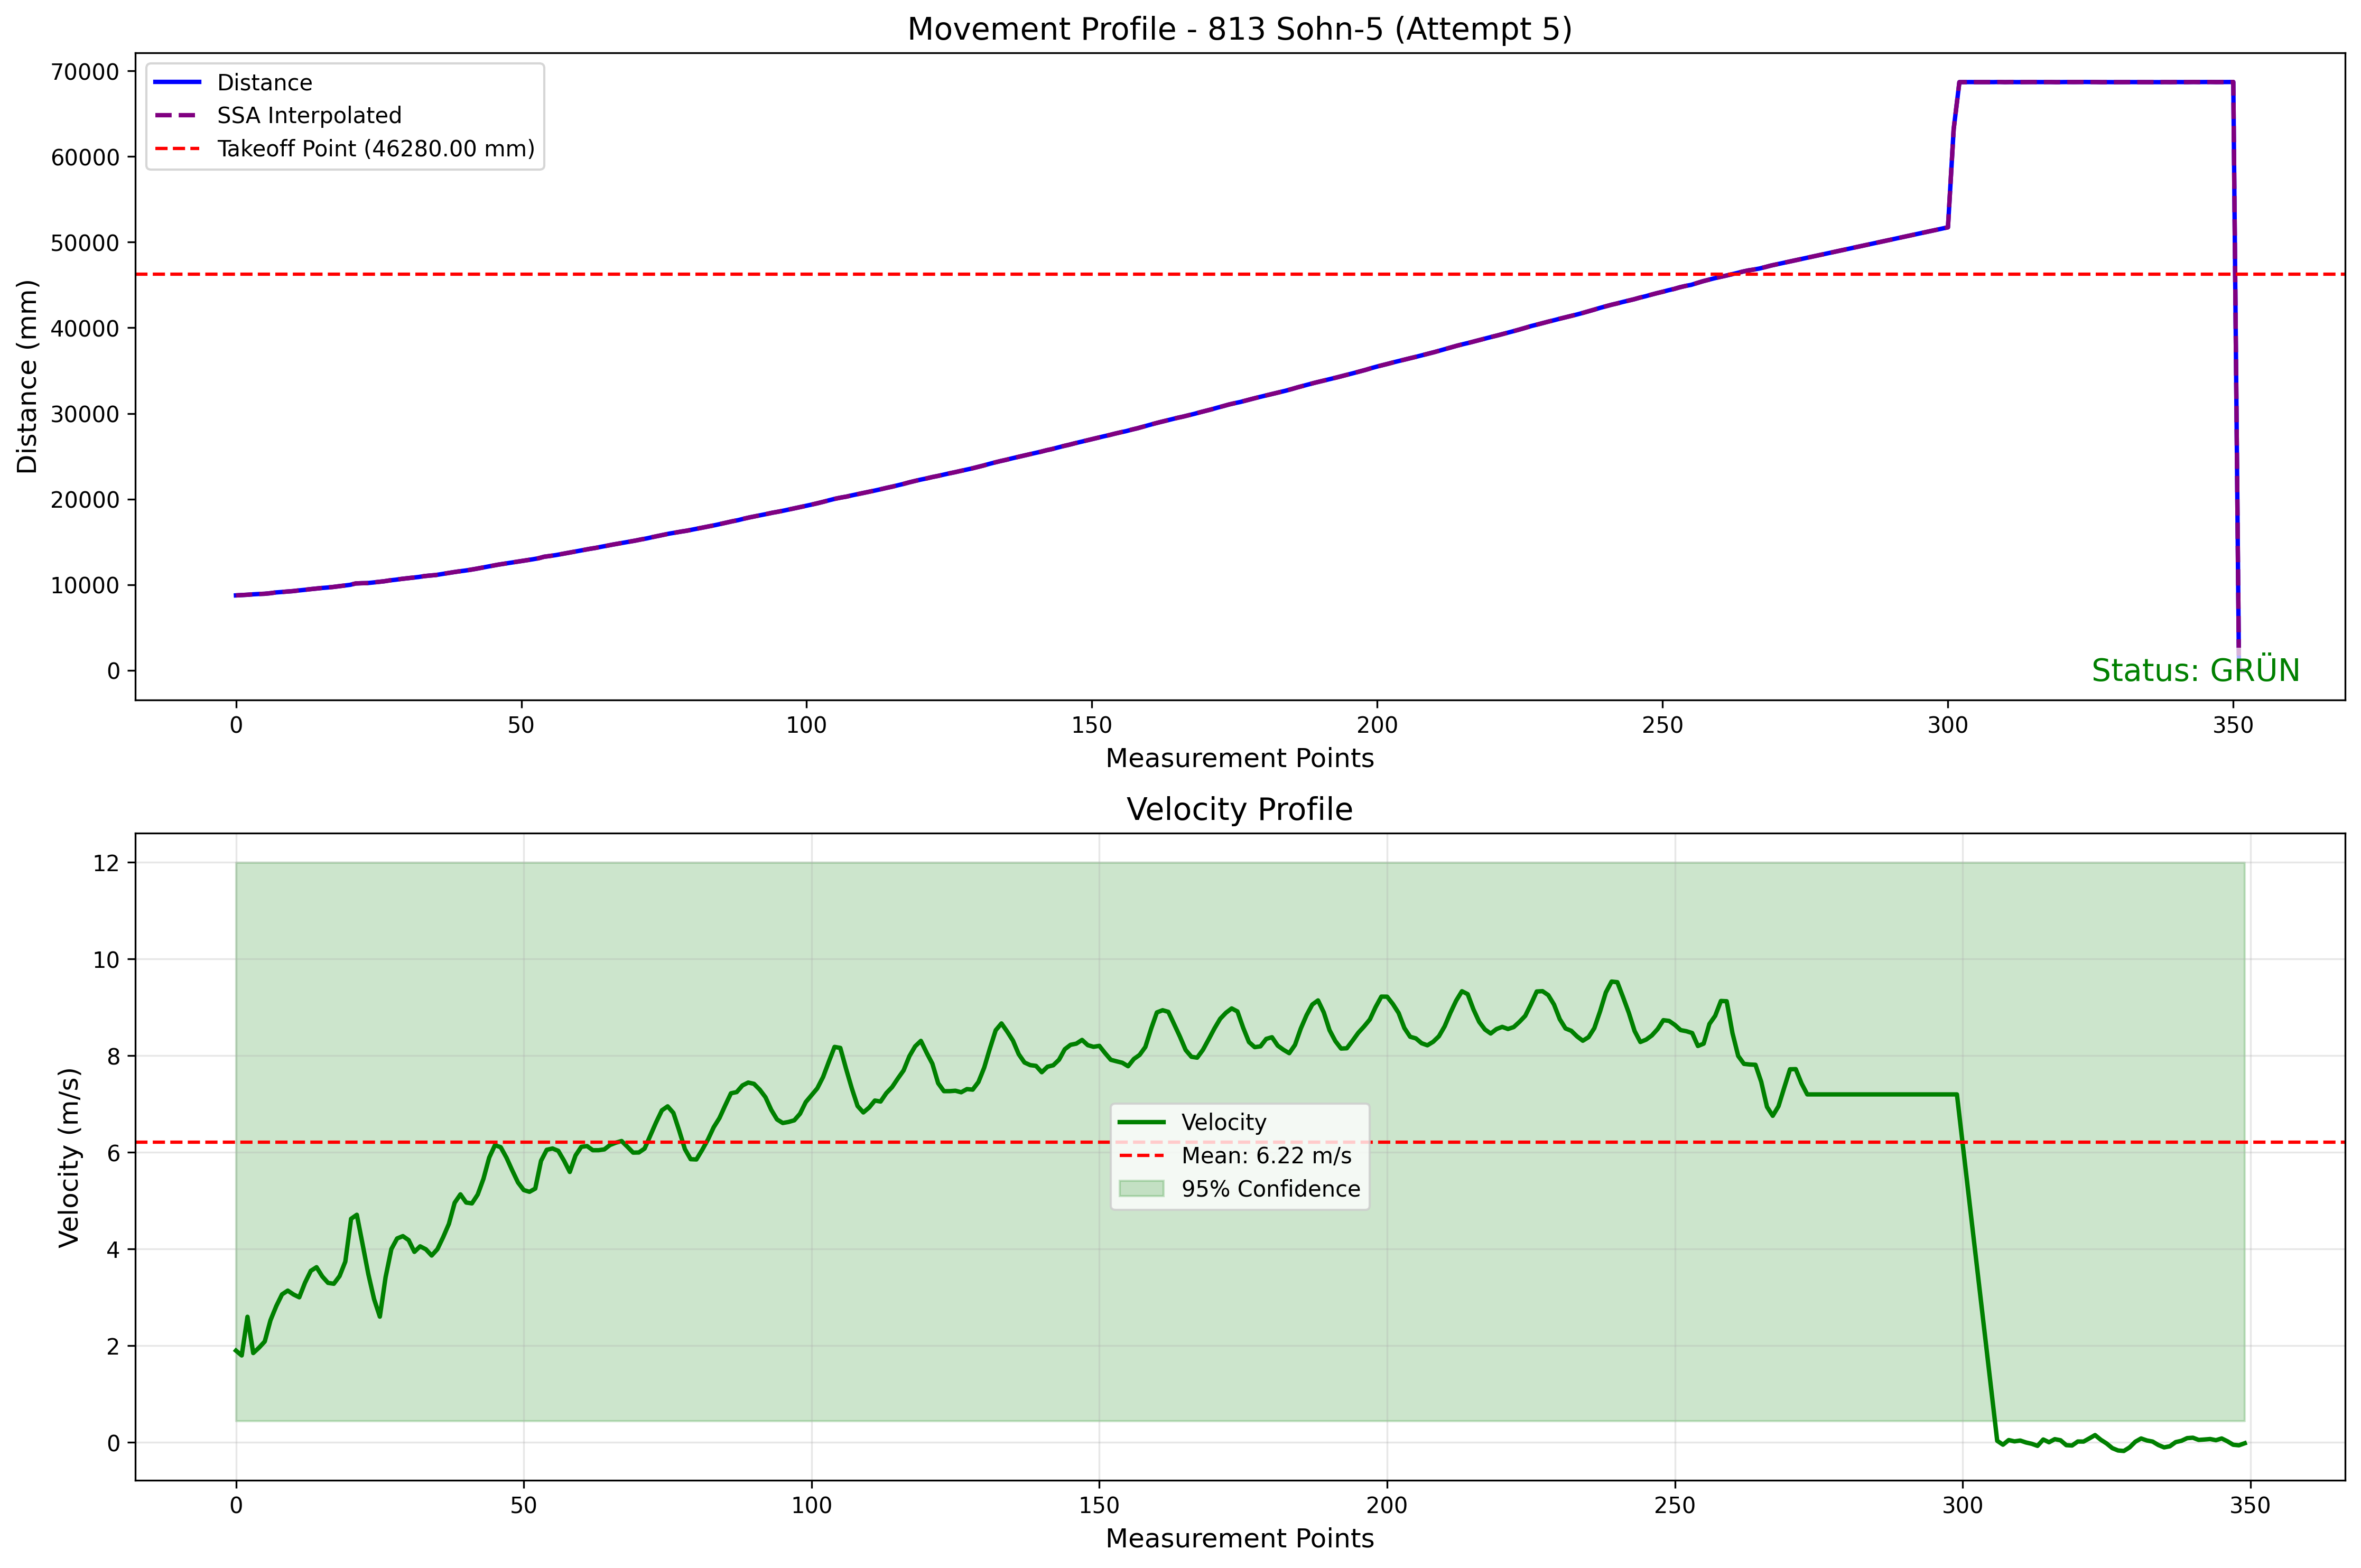 Movement Profile - 813 Sohn-5 (Attempt 5)
Distance
SSA Interpolated
Takeoff Point (46280.00 mm)
Distance (mm)
70000
60000
50000
40000
30000
20000
10000
0
Status: GRÜN
0 50 100 150 200 250 300 350
Measurement Points
Velocity Profile
Velocity (m/s)
12
10
8
6
4
2
0
Velocity
Mean: 6.22 m/s
95% Confidence
0 50 100 150 200 250 300 350
Measurement Points